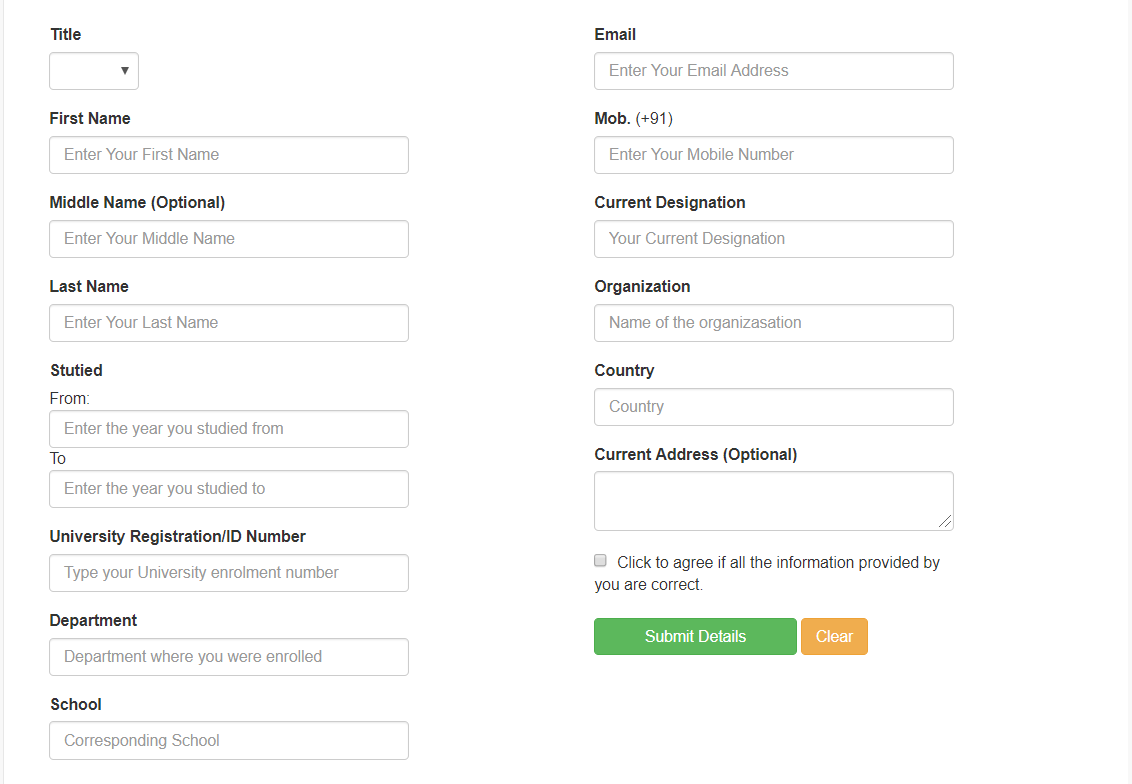 Title
First Name
Enter Your First Name
Middle Name (Optional)
Enter Your Middle Name
Last Name
Enter Your Last Name
Stutied
From:
Enter the year you studied from
To
Enter the year you studied to
University Registration/ID Number
Type your University enrolment number
Department
Department where you were enrolled
School
Corresponding School
Email
Enter Your Email Address
Mob. (+91)
Enter Your Mobile Number
Current Designation
Your Current Designation
Organization
Name of the organizasation
Country
Country
Current Address (Optional)
Click to agree if all the information provided by
you are correct.
Submit Details
Clear